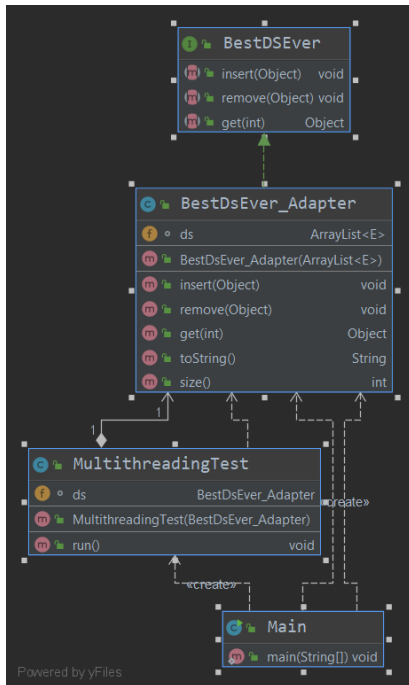 BestDSEver
insert(Object) void
remove(Object) void
get(int) Object
BestDsEver_Adapter
ds ArrayList<E>
BestDsEver_Adapter(ArrayList<E>)
insert(Object) void
remove(Object) void
get(int) Object
toString() String
size() int
1
1
MultithreadingTest
ds BestDsEver_Adapter
«create»
MultithreadingTest(BestDsEver_Adapter)
run() void
«create»
Main
main(String[]) void
Powered by yFiles